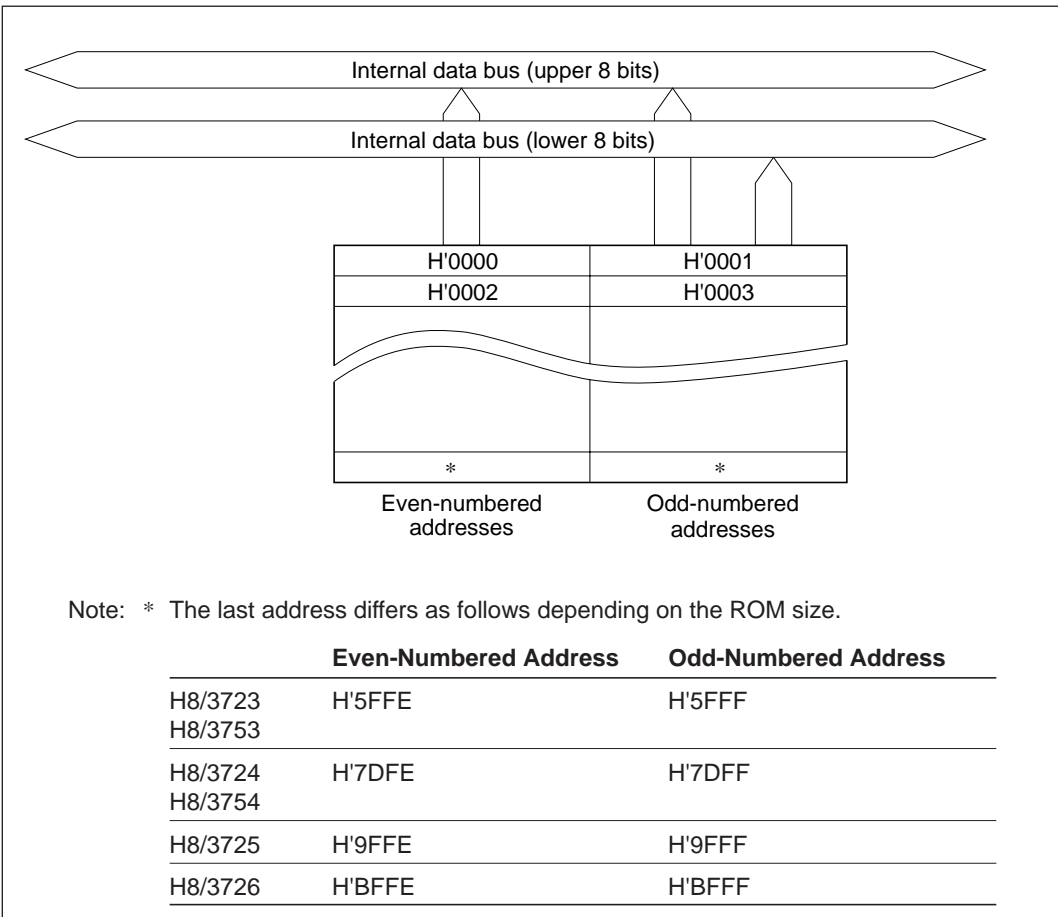 Internal data bus (upper 8 bits)
Internal data bus (lower 8 bits)
H'0000 H'0001
H'0002 H'0003
* *
Even-numbered addresses
Odd-numbered addresses
Note: * The last address differs as follows depending on the ROM size.
Even-Numbered Address Odd-Numbered Address
H8/3723 H'5FFE H'5FFF
H8/3753
H8/3724 H'7DFE H'7DFF
H8/3754
H8/3725 H'9FFE H'9FFF
H8/3726 H'BFFE H'BFFF